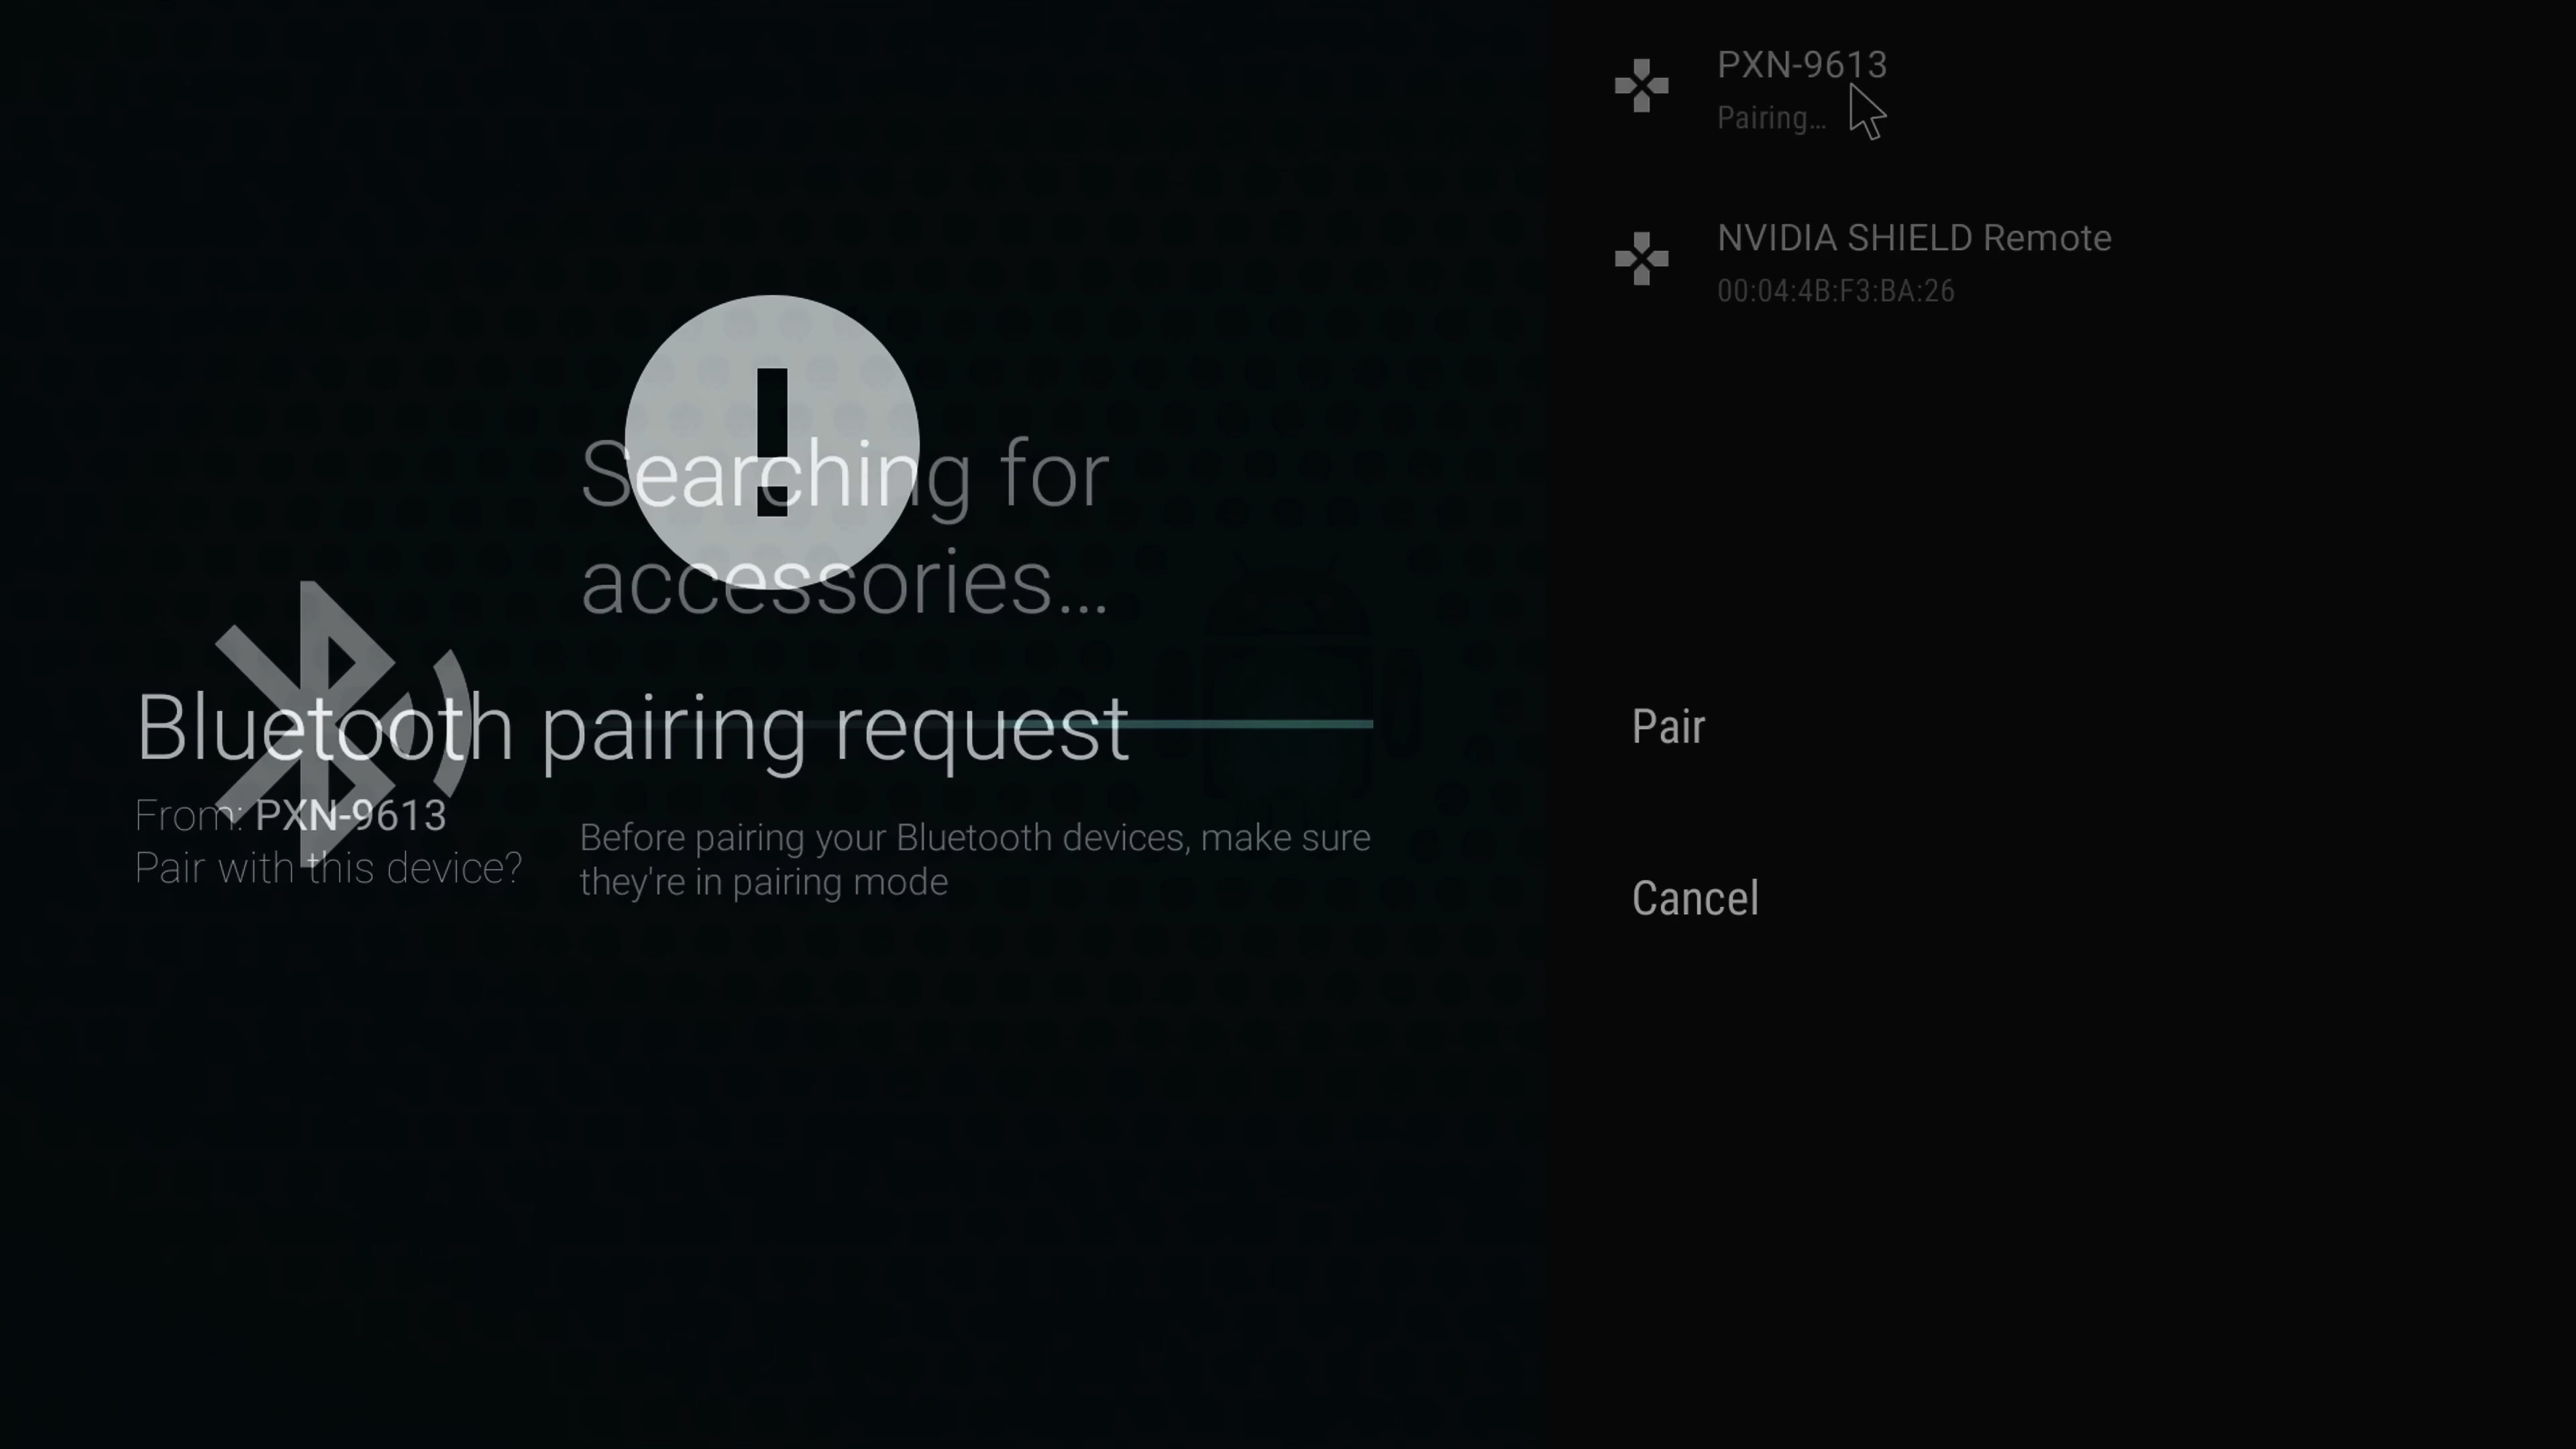 PXN-9613
Pairing...
NVIDIA SHIELD Remote
00:04:4B:F3:BA:26
Searching for
accessories...
Bluetooth pairing request
From: PXN-9613
Pair with this device?
Before pairing your Bluetooth devices, make sure
they're in pairing mode
Pair
Cancel